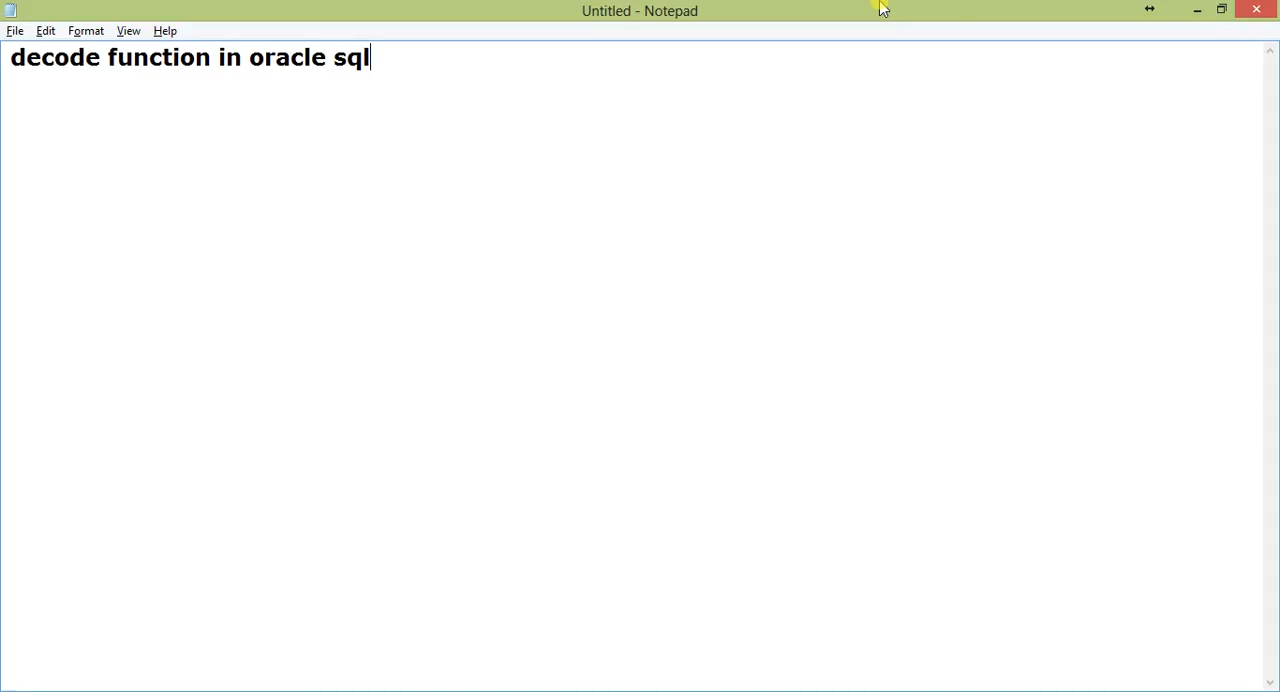 Untitled - Notepad
File Edit Format View Help
decode function in oracle sql